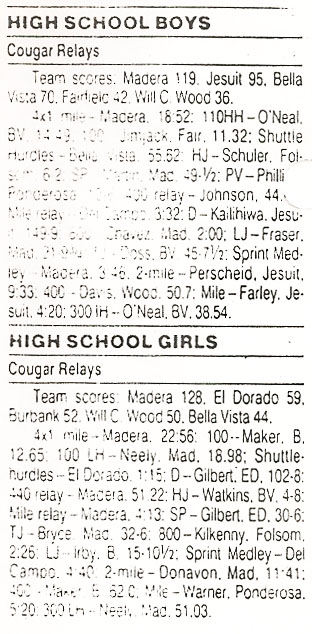 HIGH SCHOOL BOYS
Cougar Relays
Team scores: Madera 119, Jesuit 95, Bella
Vista 70, Fairfield 42, Will C. Wood 36.
4x1 mile – Madera, 18:52; 110HH – O'Neal,
BV, 14.49; 100 – Fair, 11.32; Shuttle
Hurdles – Bella Vista, 55.62; HJ – Schuler, Fol-
som, 6-2; SP – Mad, 49-½; PV – Philli
Ponderosa, 400 relay – Johnson, 44.
Mile relay – Del Campo, 3:32; D – Kailihiwa, Jesu-
it, 149-9; 800 – Chavez, Mad, 2:00; LJ – Fraser,
Mad, TJ – Doss, BV, 45-7½; Sprint Med-
ley – Madera, 3:46; 2-mile – Perscheid, Jesuit,
9:33; 400 – Davis, Wood, 50.7; Mile – Farley, Je-
suit, 4:20; 300 IH – O'Neal, BV, 38.54.
HIGH SCHOOL GIRLS
Cougar Relays
Team scores: Madera 128, El Dorado 59,
Burbank 52, Will C. Wood 50, Bella Vista 44.
4x1 mile – Madera, 22:56; 100 – Maker, B,
12.65; 100 LH – Neely, Mad, 18.98; Shuttle-
hurdles – El Dorado, 1:15; D – Gilbert, ED, 102-8;
440 relay – Madera, 51.22; HJ – Watkins, BV, 4-8;
Mile relay – Madera, 4:13; SP – Gilbert, ED, 30-6;
TJ – Bryce, Mad, 32-6; 800 – Kilkenny, Folsom,
2:26; LJ – Irby, B, 15-10½; Sprint Medley – Del
Campo, 4:40; 2-mile – Donavon, Mad, 11:41;
400 – Maker, B, 62.0; Mile – Warner, Ponderosa,
5:20; 300 LH – Neely, Mad, 51.03.